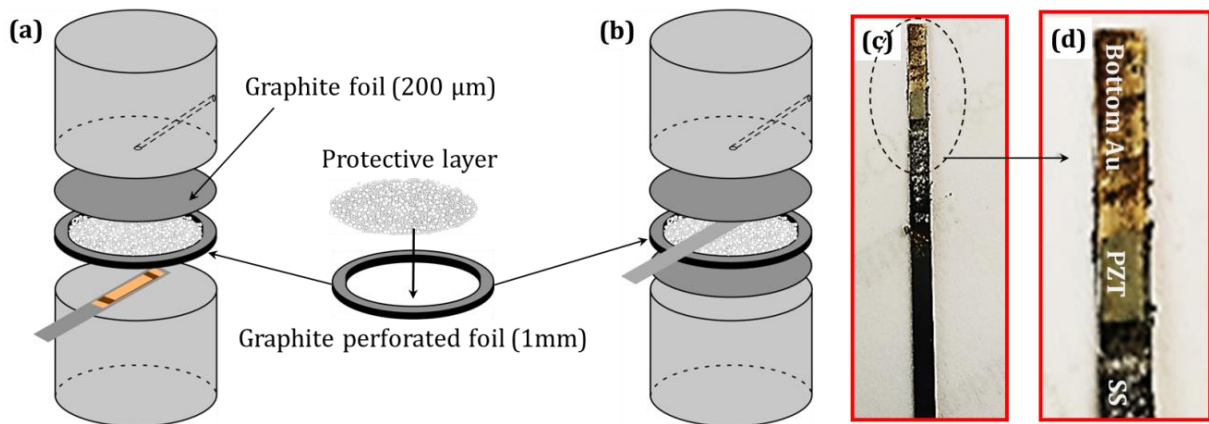 (a)
Graphite foil (200 µm)
Protective layer
Graphite perforated foil (1mm)
(b)
(c)
(d)
Bottom Au
PZT
SS